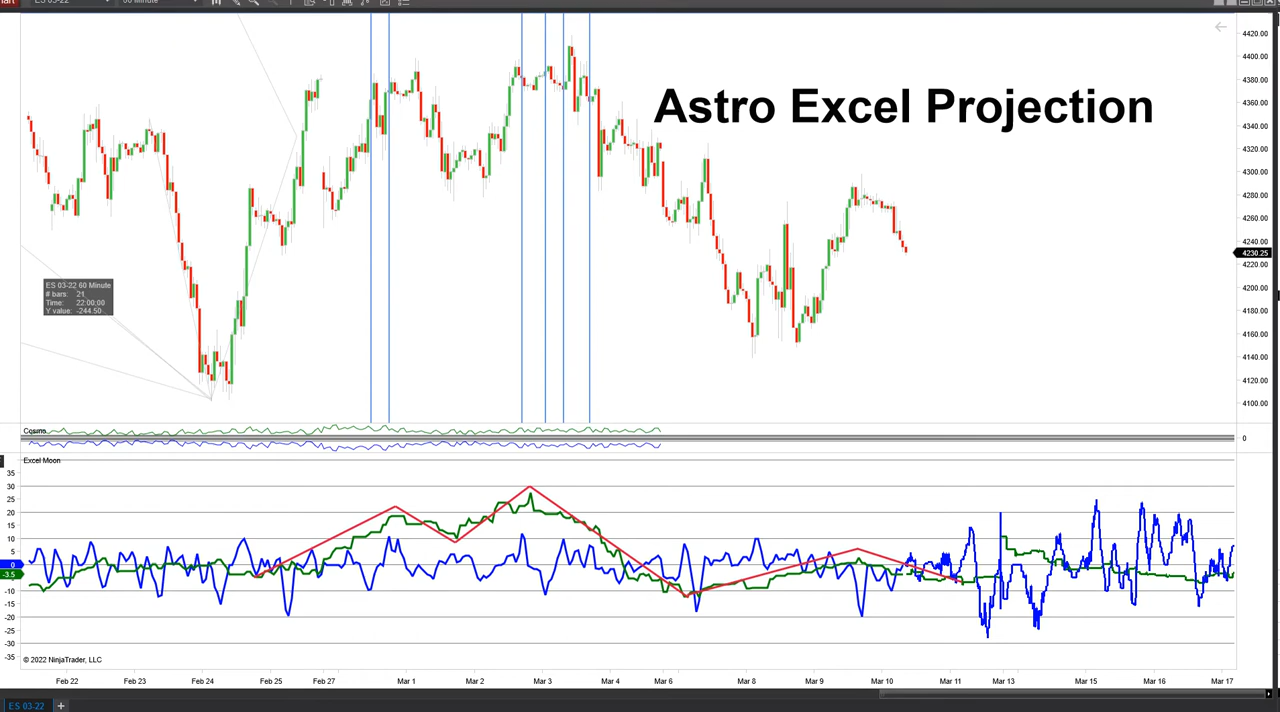 ES 03-22
60 Minute
Astro Excel Projection
4420.00
4400.00
4380.00
4360.00
4340.00
4320.00
4300.00
4280.00
4260.00
4240.00
4230.25
4220.00
4200.00
4180.00
4160.00
4140.00
4120.00
4100.00
ES 03-22 60 Minute
# bars: 21
Time: 22:00:00
Y value: -244.50
Cosmo
0
Excel Moon
35
30
25
20
15
10
5
0
-3.5
-10
-15
-20
-25
-30
-35
© 2022 NinjaTrader, LLC
Feb 22 Feb 23 Feb 24 Feb 25 Feb 27 Mar 1 Mar 2 Mar 3 Mar 4 Mar 6 Mar 8 Mar 9 Mar 10 Mar 11 Mar 13 Mar 15 Mar 16 Mar 17
ES 03-22 +